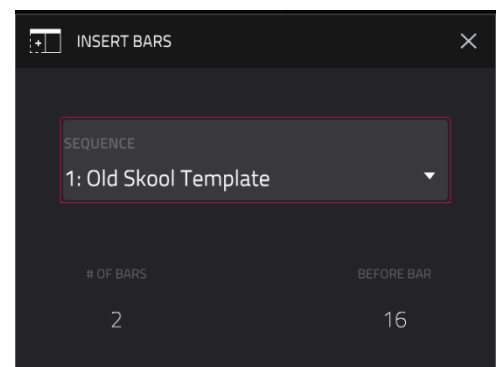 INSERT BARS
SEQUENCE
1: Old Skool Template
# OF BARS BEFORE BAR
2 16